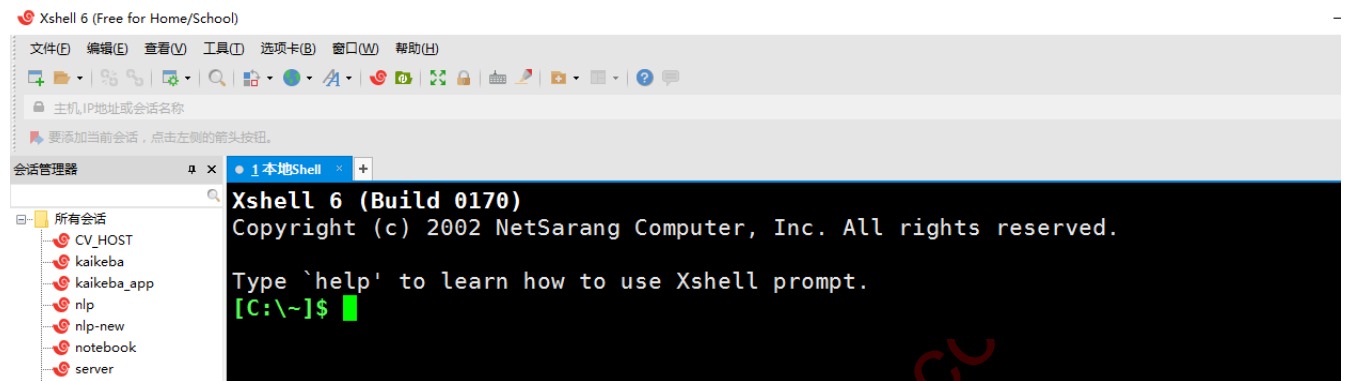 Xshell 6 (Free for Home/School)
文件(F) 编辑(E) 查看(V) 工具(T) 选项卡(B) 窗口(W) 帮助(H)
主机,IP地址或会话名称
要添加当前会话，点击左侧的箭头按钮。
会话管理器
1 本地Shell
所有会话
CV_HOST
kaikeba
kaikeba_app
nlp
nlp-new
notebook
server
Xshell 6 (Build 0170)
Copyright (c) 2002 NetSarang Computer, Inc. All rights reserved.
Type `help' to learn how to use Xshell prompt.
[C:\~]$